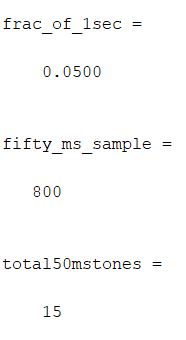 frac_of_1sec =
0.0500
fifty_ms_sample =
800
total50mstones =
15